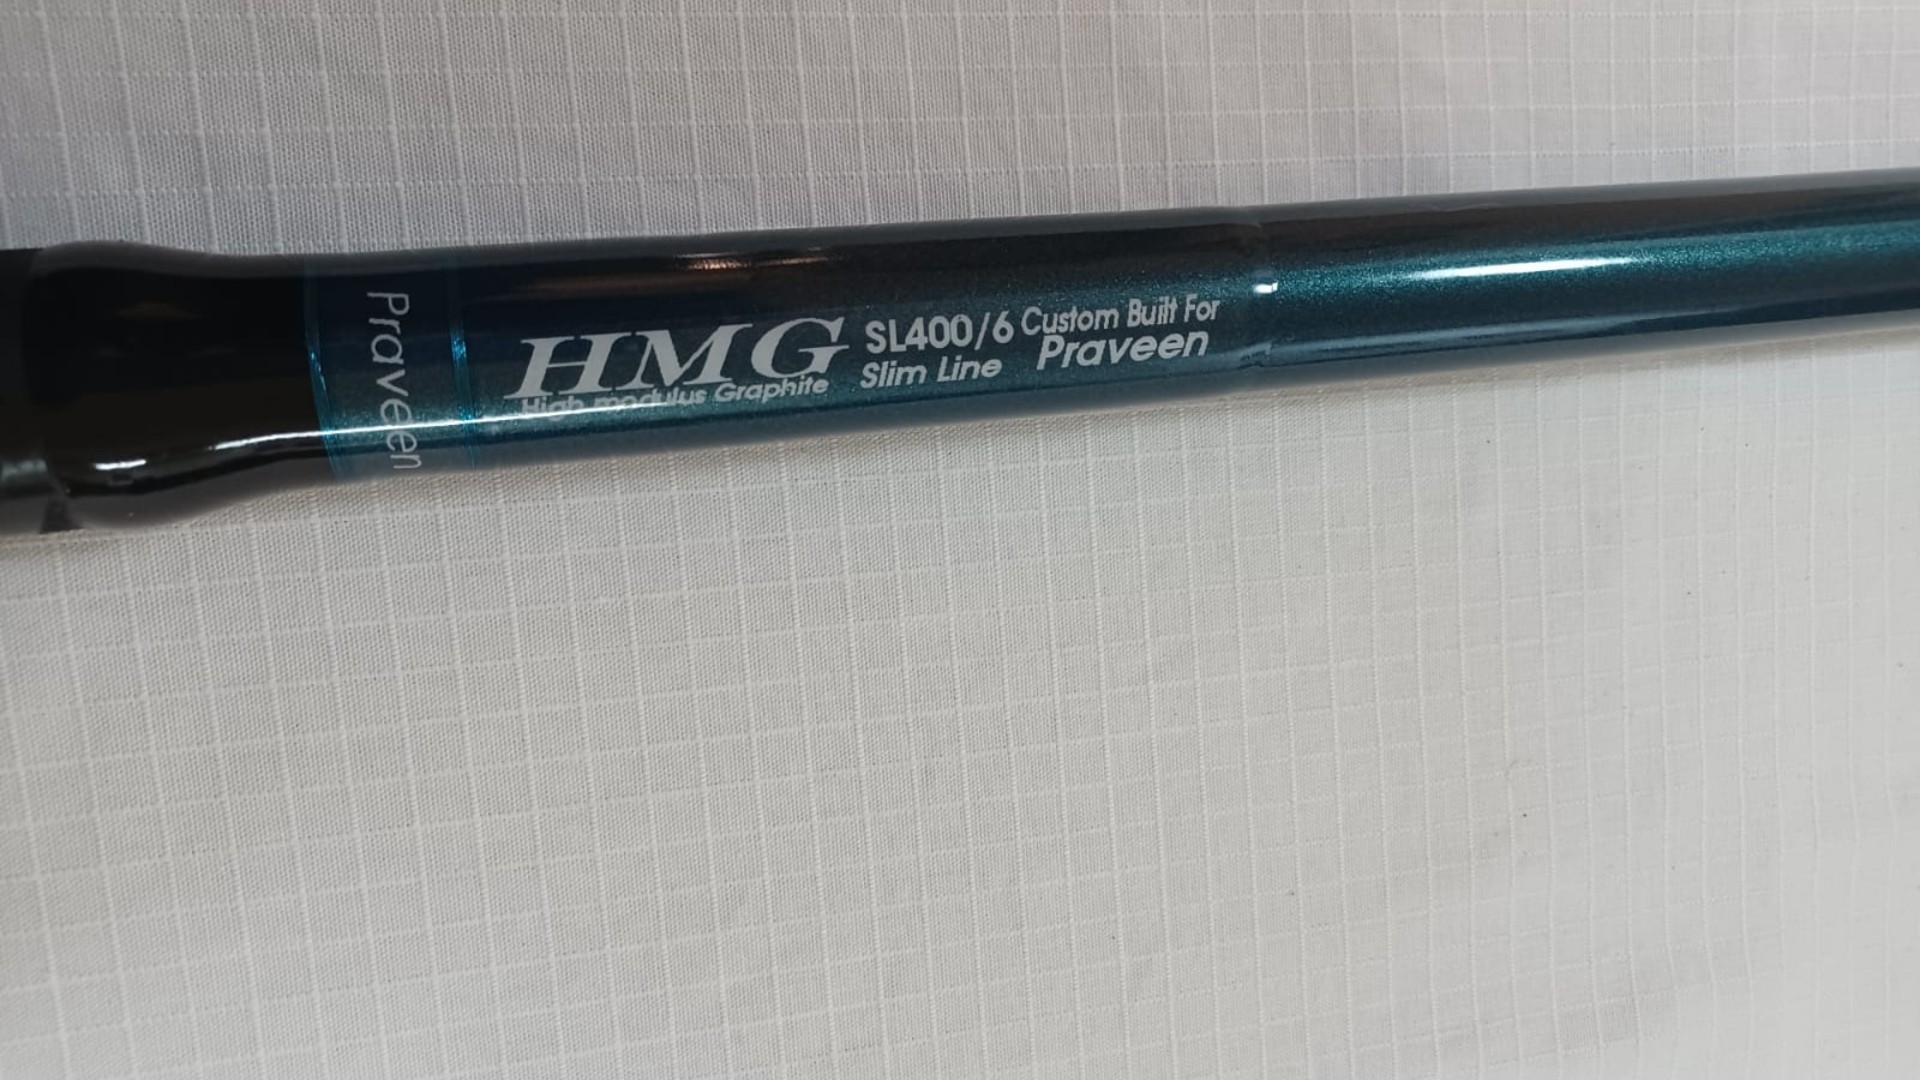 Praveen
HMG
High modulus Graphite
SL400/6
Slim Line
Custom Built For
Praveen